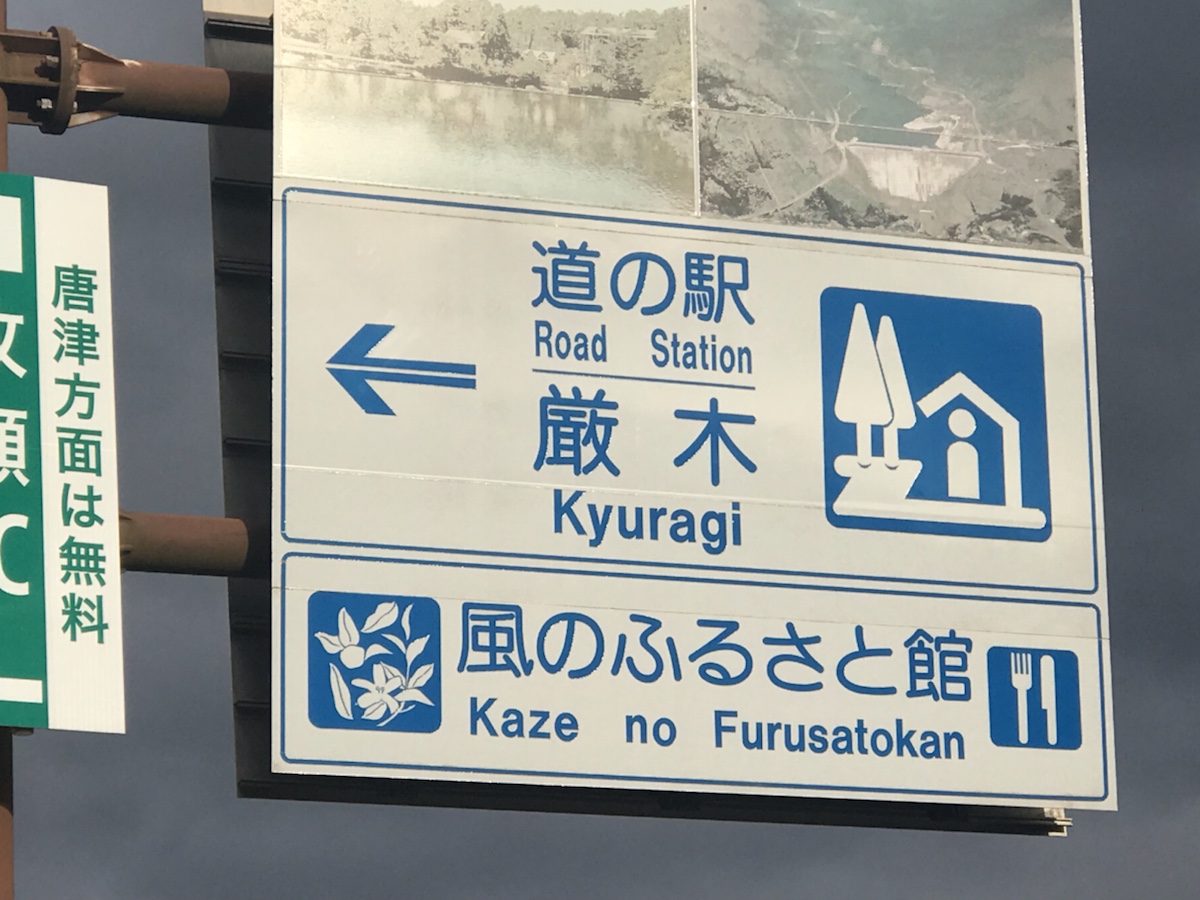 道の駅
Road Station
厳木
Kyuragi
風のふるさと館
Kaze no Furusatokan
唐津方面は無料